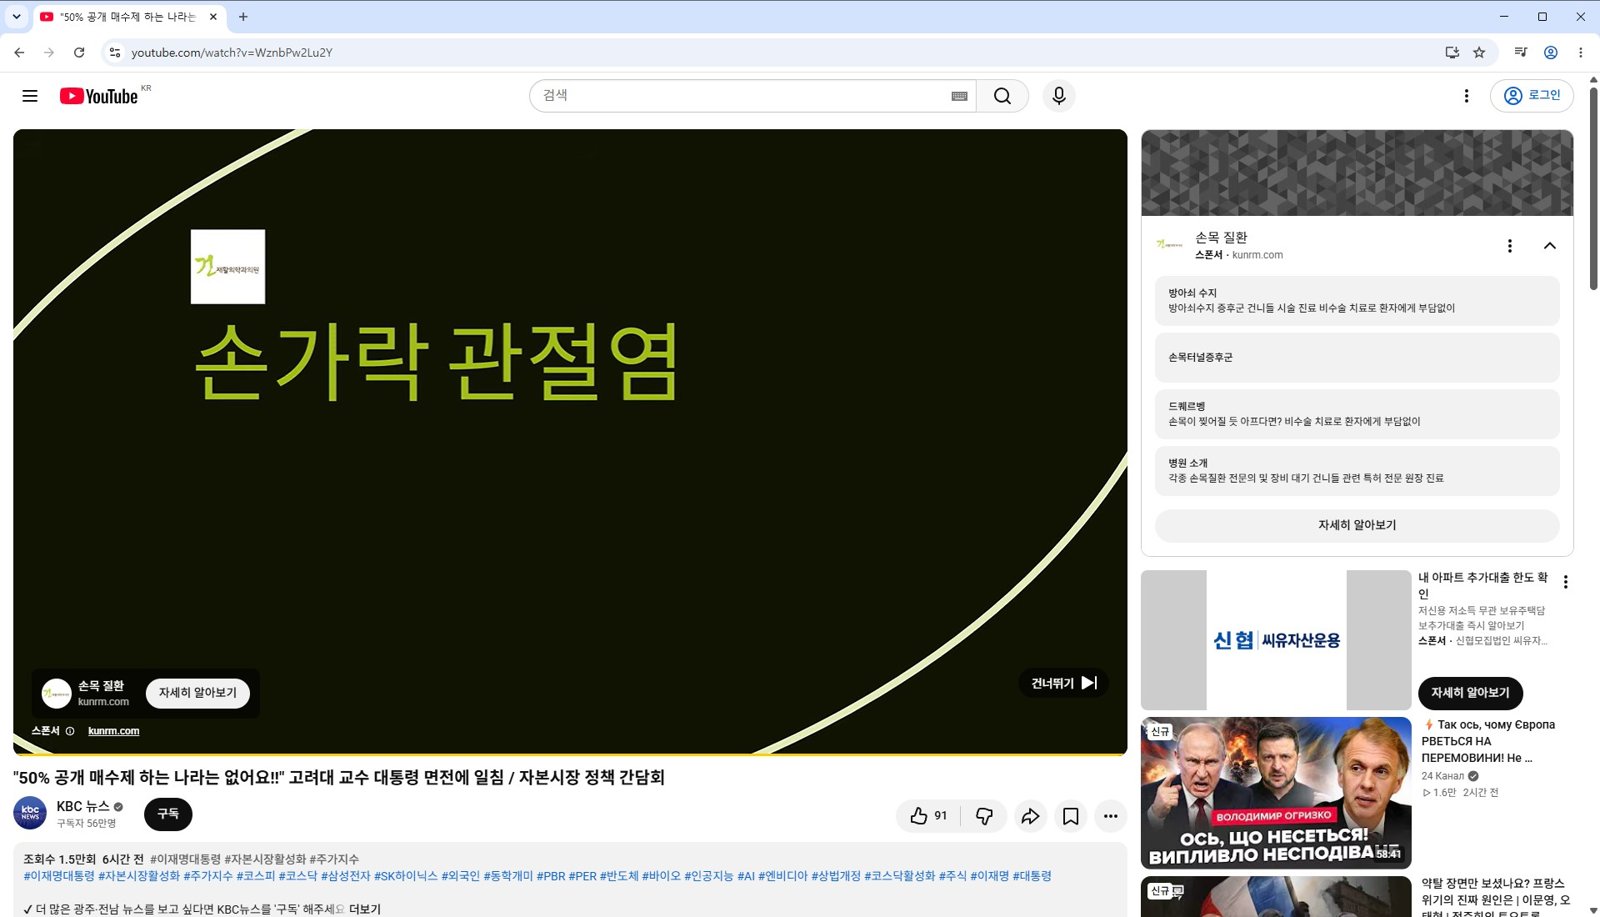 "50% 공개 매수제 하는 나라는
youtube.com/watch?v=WznbPw2Lu2Y
YouTube KR
검색
로그인
건 재활의학과의원
손가락 관절염
손목 질환
kunrm.com
자세히 알아보기
건너뛰기
스폰서 kunrm.com
"50% 공개 매수제 하는 나라는 없어요!!" 고려대 교수 대통령 면전에 일침 / 자본시장 정책 간담회
kbc NEWS
KBC 뉴스
구독자 56만명
구독
91
조회수 1.5만회 6시간 전 #이재명대통령 #자본시장활성화 #주가지수
#이재명대통령 #자본시장활성화 #주가지수 #코스피 #코스닥 #삼성전자 #SK하이닉스 #외국인 #동학개미 #PBR #PER #반도체 #바이오 #인공지능 #AI #엔비디아 #상법개정 #코스닥활성화 #주식 #이재명 #대통령
✓ 더 많은 광주·전남 뉴스를 보고 싶다면 KBC뉴스를 '구독' 해주세요 더보기
손목 질환
스폰서 · kunrm.com
방아쇠 수지
방아쇠수지 증후군 건니들 시술 진료 비수술 치료로 환자에게 부담없이
손목터널증후군
드퀘르벵
손목이 찢어질 듯 아프다면? 비수술 치료로 환자에게 부담없이
병원 소개
각종 손목질환 전문의 및 장비 대기 건니들 관련 특허 전문 원장 진료
자세히 알아보기
신협 씨유자산운용
내 아파트 추가대출 한도 확
인
저신용 저소득 무관 보유주택담
보추가대출 즉시 알아보기
스폰서 · 신협모집법인 씨유자...
자세히 알아보기
신규
ВОЛОДИМИР ОГРИЗКО
ОСЬ, ЩО НЕСЕТЬСЯ!
ВИПЛИВЛО НЕСПОДІВА
58:41
⚡ Так ось, чому Європа
РВЕТЬСЯ НА
ПЕРЕМОВИНИ! Не ...
24 Канал
1.6만 2시간 전
신규
약탈 장면만 보셨나요? 프랑스
위기의 진짜 원인은 | 이문영, 오